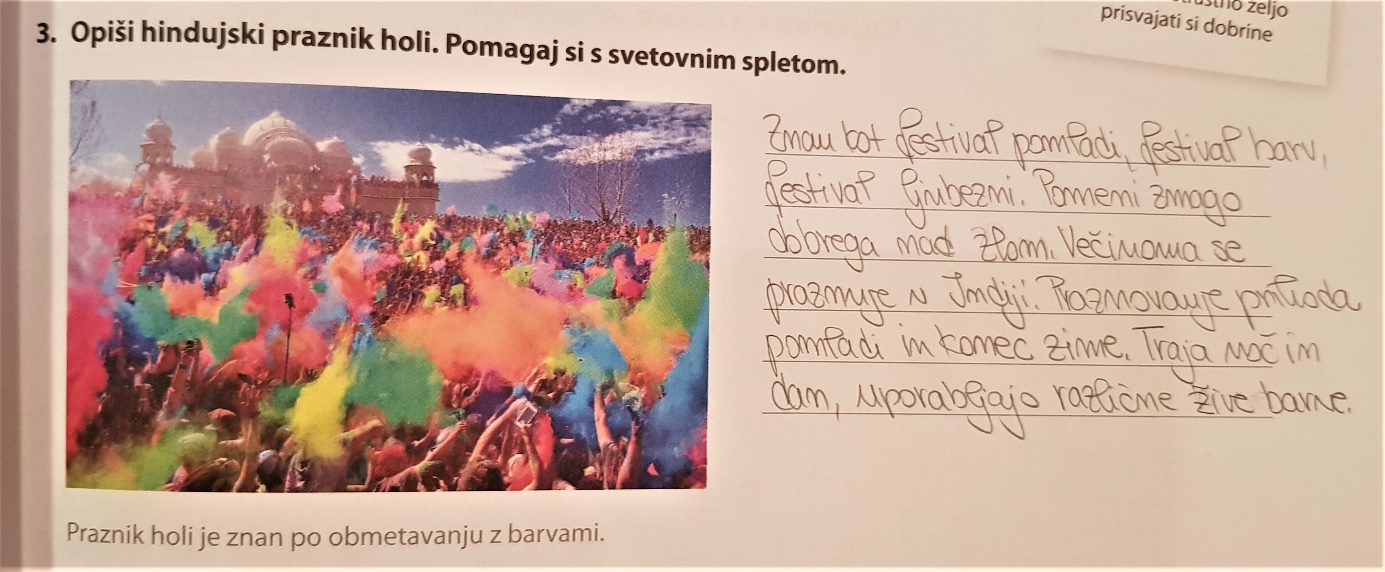 željo
prisvajati si dobrine
3. Opiši hindujski praznik holi. Pomagaj si s svetovnim spletom.
Znan kot festival pomladi, festival barv,
festival ljubezni. Pomeni zmago
dobrega nad zlom. Večinoma se
praznuje v Indiji. Praznovanje prihoda
pomladi in konec zime. Traja noč in
dan, uporabljajo različne žive barve.
Praznik holi je znan po obmetavanju z barvami.